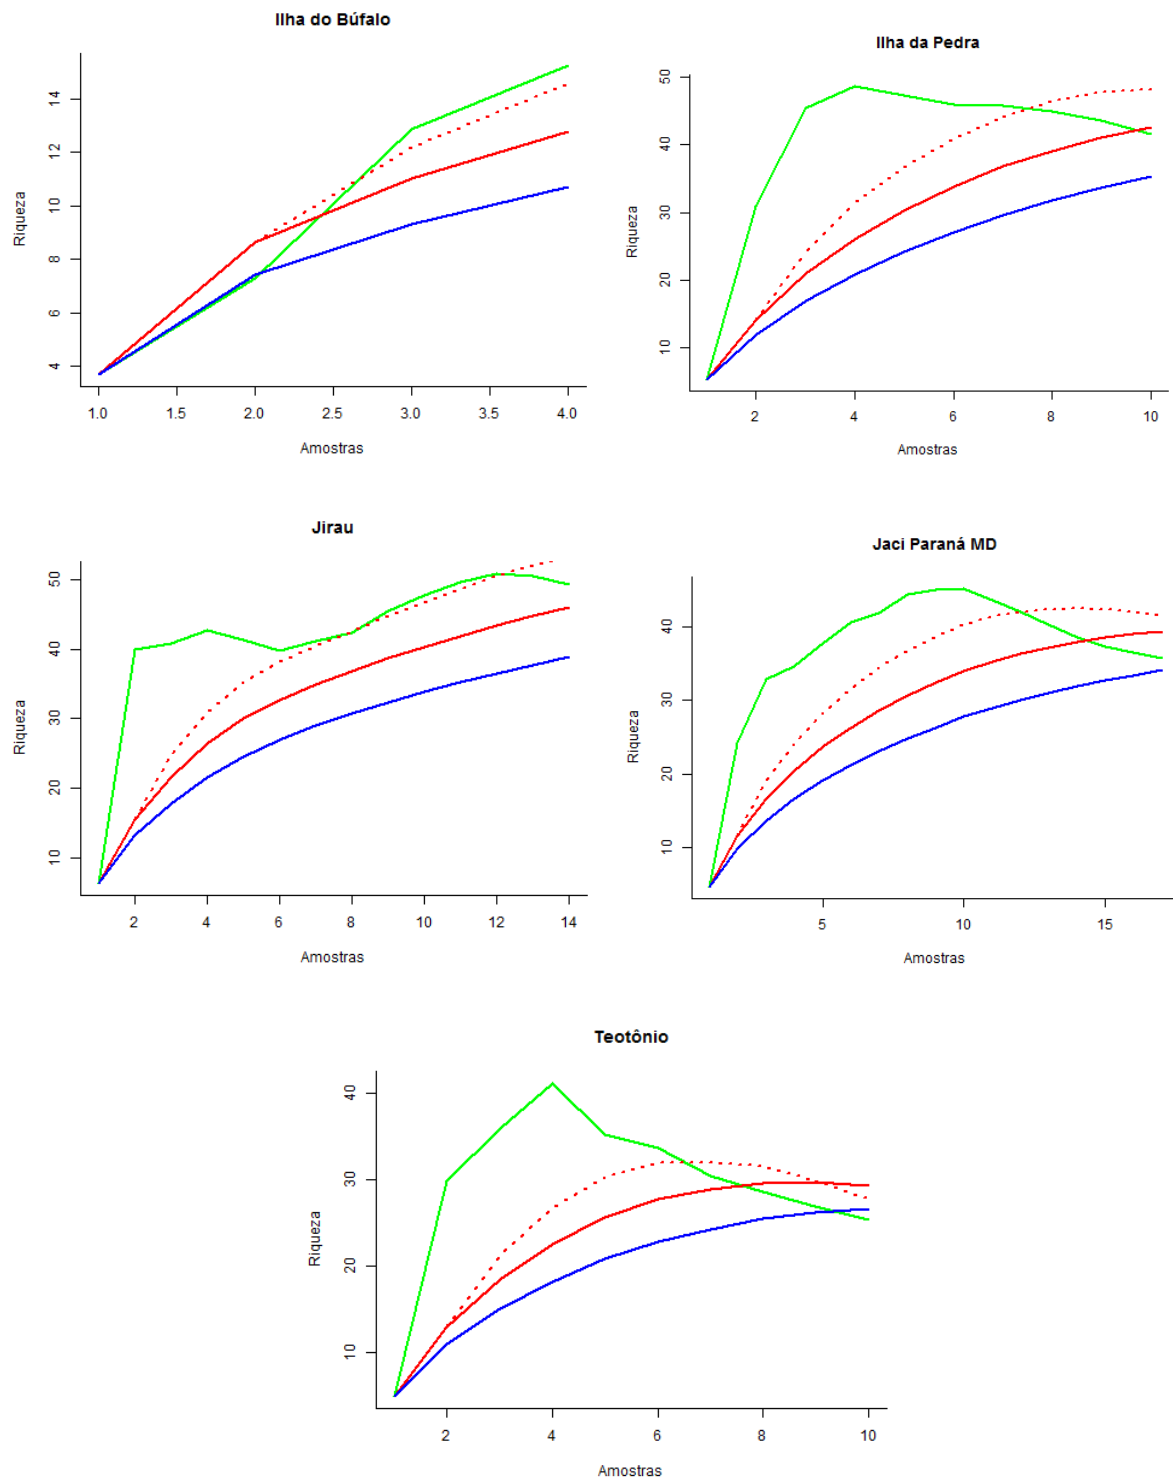 Ilha do Búfalo
Riqueza
14
12
10
8
6
4
1.0 1.5 2.0 2.5 3.0 3.5 4.0
Amostras
Ilha da Pedra
Riqueza
50
40
30
20
10
2 4 6 8 10
Amostras
Jirau
Riqueza
50
40
30
20
10
2 4 6 8 10 12 14
Amostras
Jaci Paraná MD
Riqueza
40
30
20
10
5 10 15
Amostras
Teotônio
Riqueza
40
30
20
10
2 4 6 8 10
Amostras